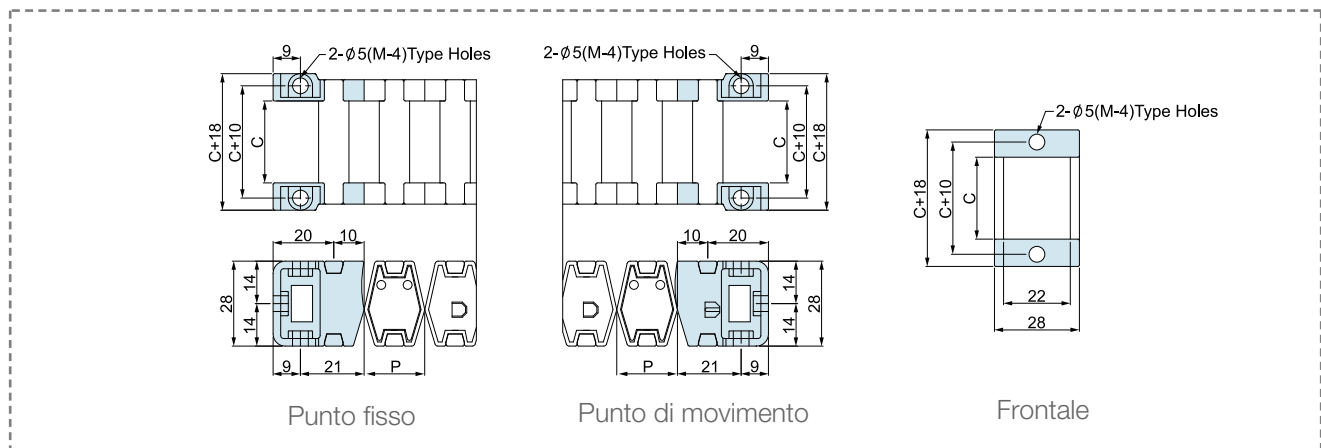 9
2-ϕ5(M-4)Type Holes
C+18
C+10
C
20
10
28
14
14
9
21
P
Punto fisso
2-ϕ5(M-4)Type Holes
9
C
C+10
C+18
10
20
14
14
28
P
21
9
Punto di movimento
2-ϕ5(M-4)Type Holes
C+18
C+10
C
22
28
Frontale